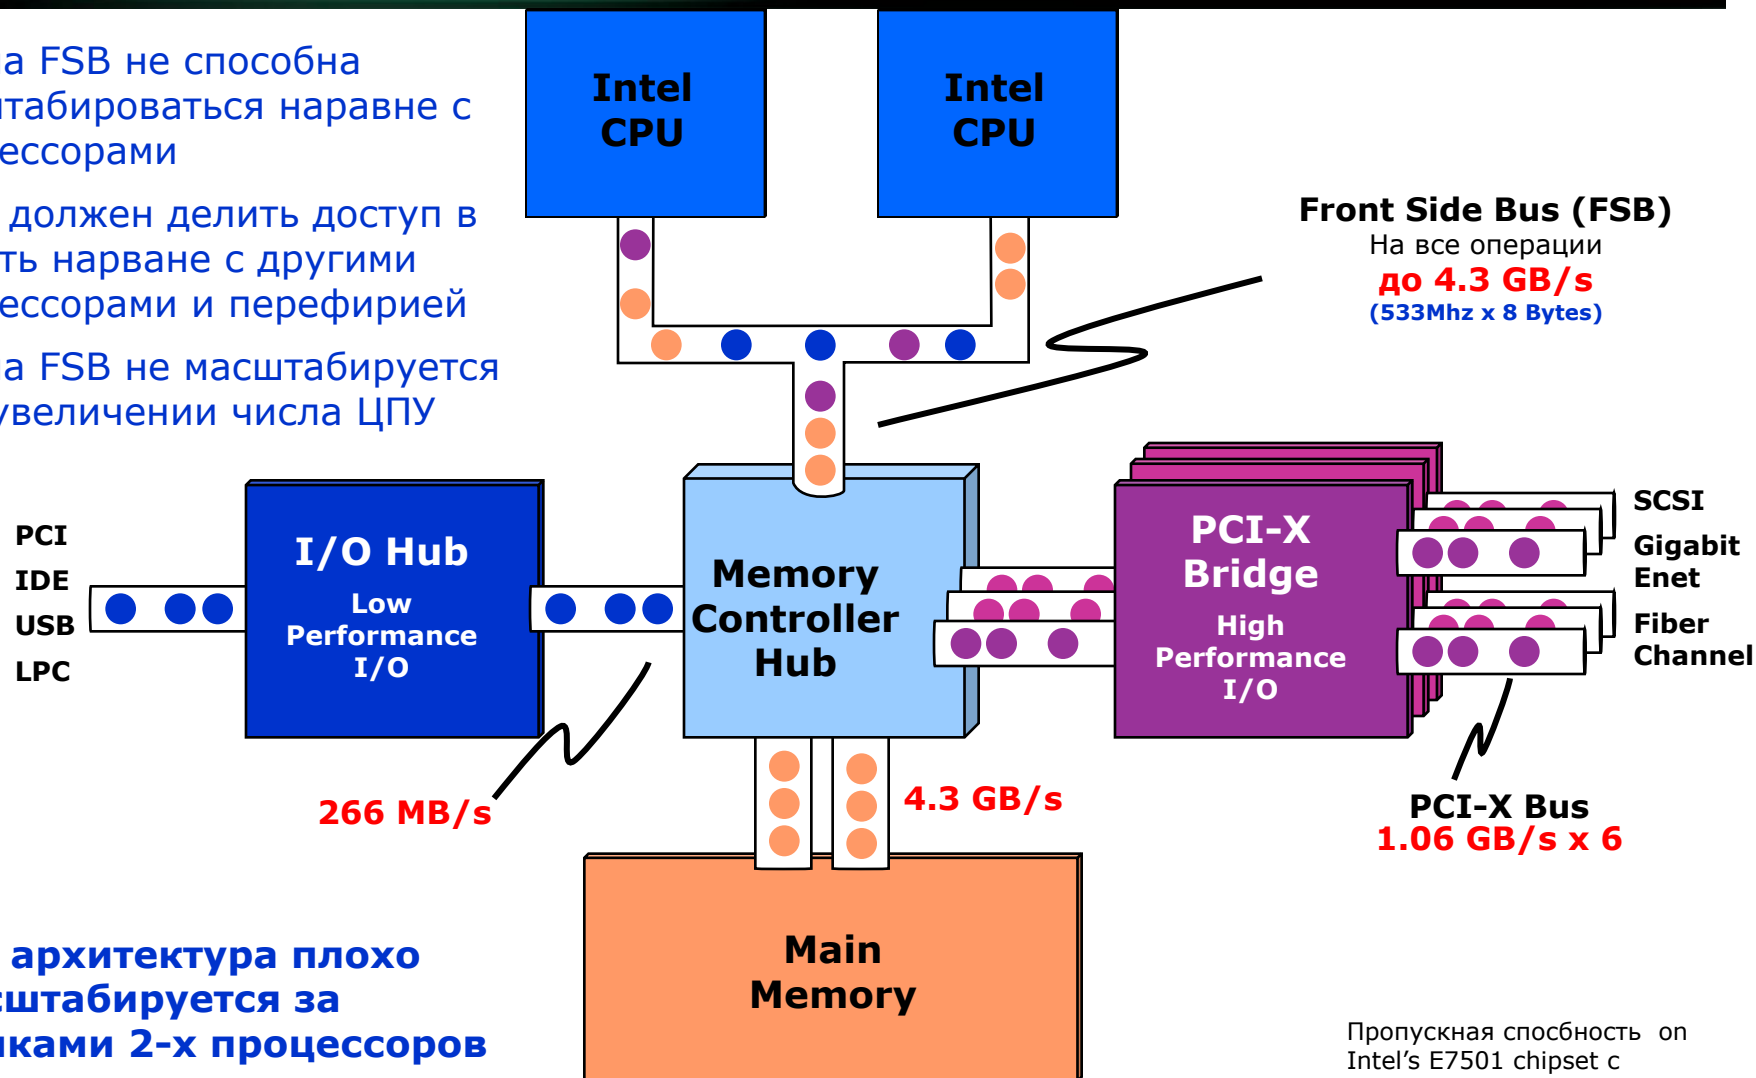 а FSB не способна
штабироваться наравне с
ессорами
должен делить доступ в
ть нарване с другими
ессорами и перефирией
а FSB не масштабируется
увеличении числа ЦПУ
Intel
CPU
Intel
CPU
Front Side Bus (FSB)
На все операции
до 4.3 GB/s
(533Mhz x 8 Bytes)
PCI
IDE
USB
LPC
I/O Hub
Low
Performance
I/O
Memory
Controller
Hub
PCI-X
Bridge
High
Performance
I/O
SCSI
Gigabit
Enet
Fiber
Channel
266 MB/s
4.3 GB/s
PCI-X Bus
1.06 GB/s x 6
Main
Memory
архитектура плохо
сштабируется за
ками 2-х процессоров
Пропускная спосбность on
Intel's E7501 chipset с